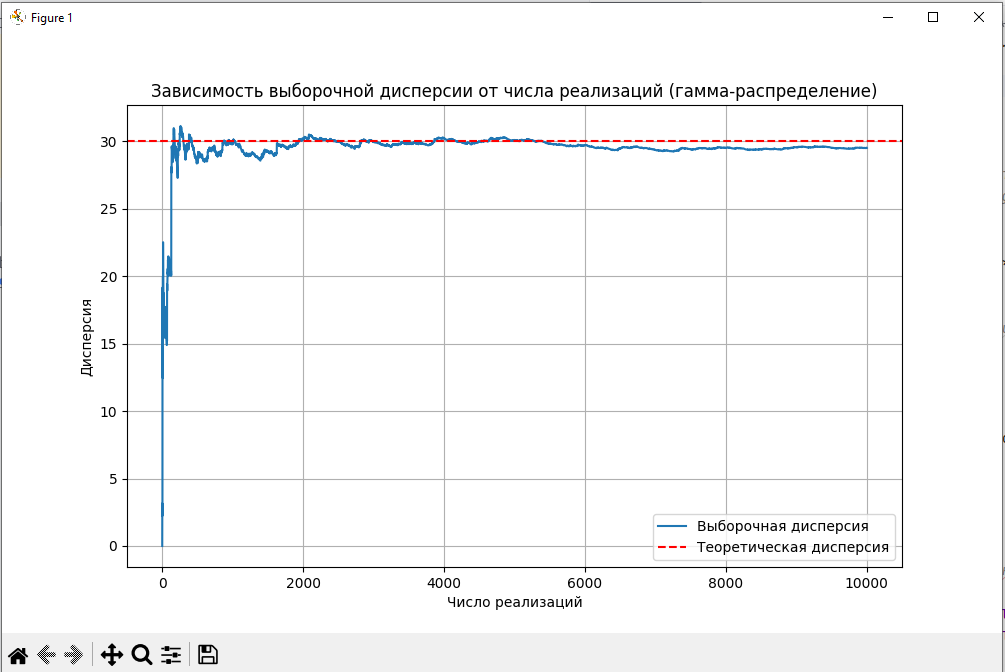 Figure 1
Зависимость выборочной дисперсии от числа реализаций (гамма-распределение)
30
25
20
15
10
5
0
Дисперсия
Выборочная дисперсия
Теоретическая дисперсия
0 2000 4000 6000 8000 10000
Число реализаций